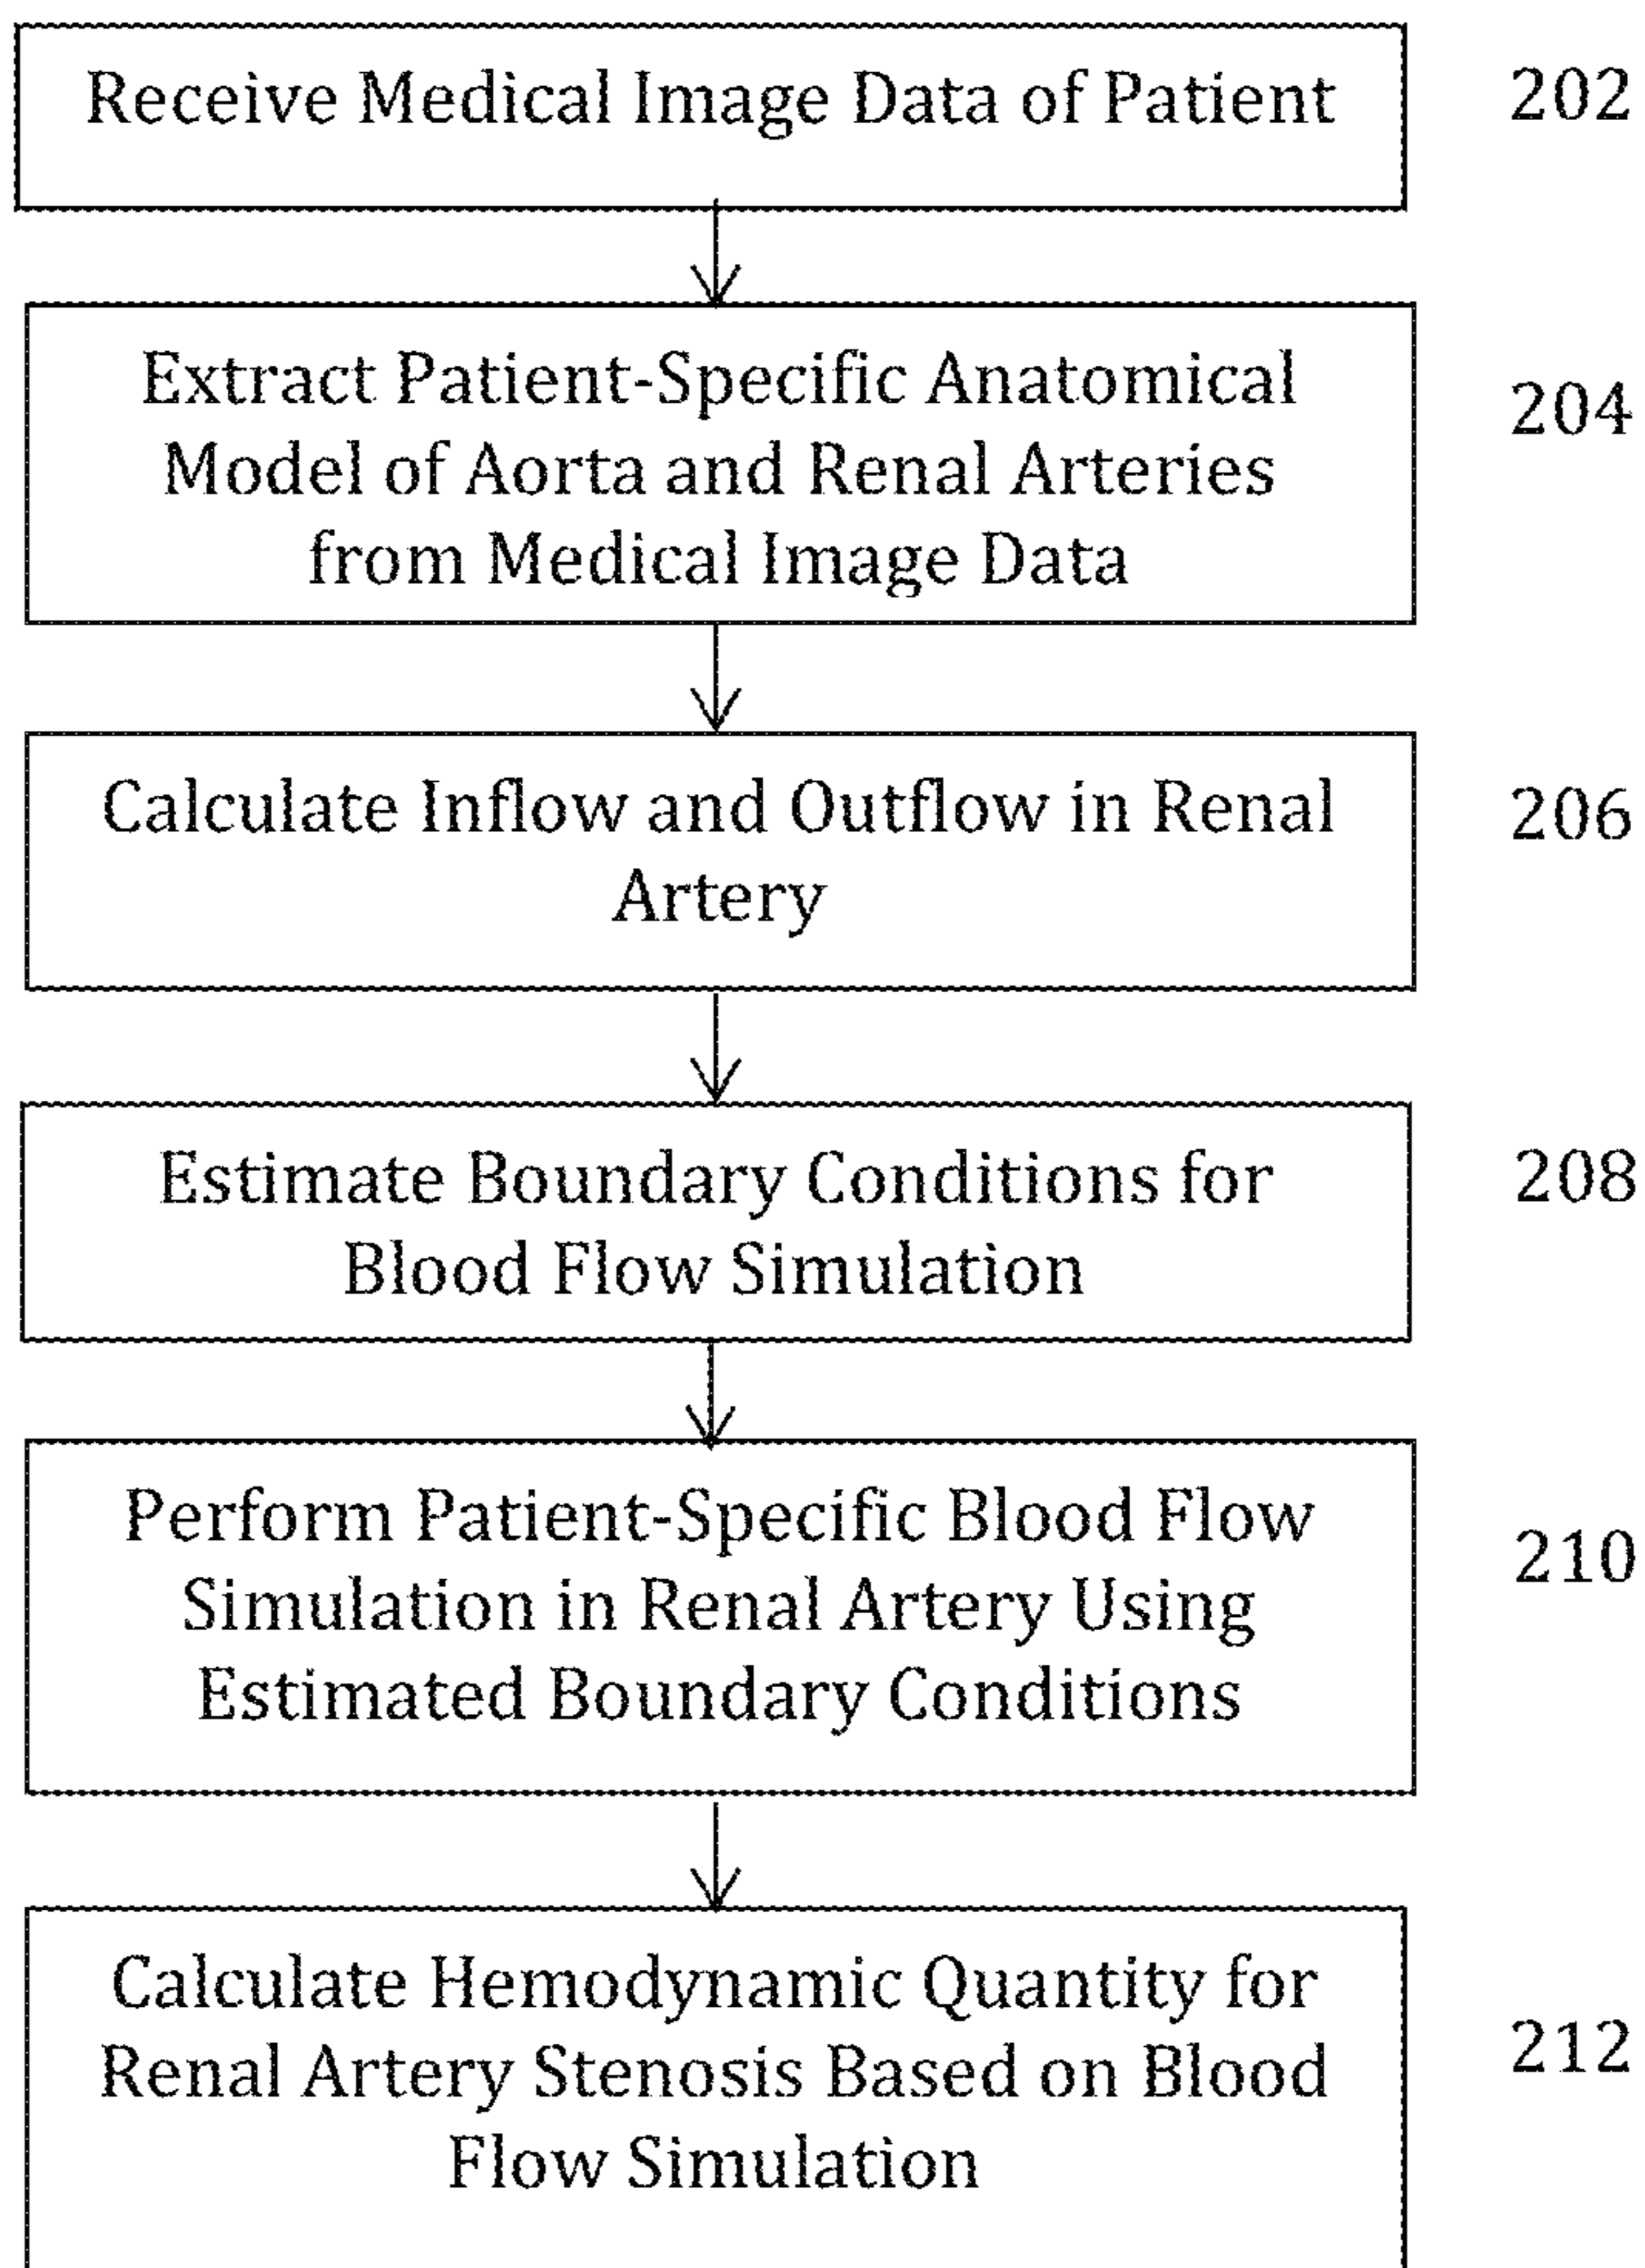 Receive Medical Image Data of Patient
202
Extract Patient-Specific Anatomical
Model of Aorta and Renal Arteries
from Medical Image Data
204
Calculate Inflow and Outflow in Renal
Artery
206
Estimate Boundary Conditions for
Blood Flow Simulation
208
Perform Patient-Specific Blood Flow
Simulation in Renal Artery Using
Estimated Boundary Conditions
210
Calculate Hemodynamic Quantity for
Renal Artery Stenosis Based on Blood
Flow Simulation
212